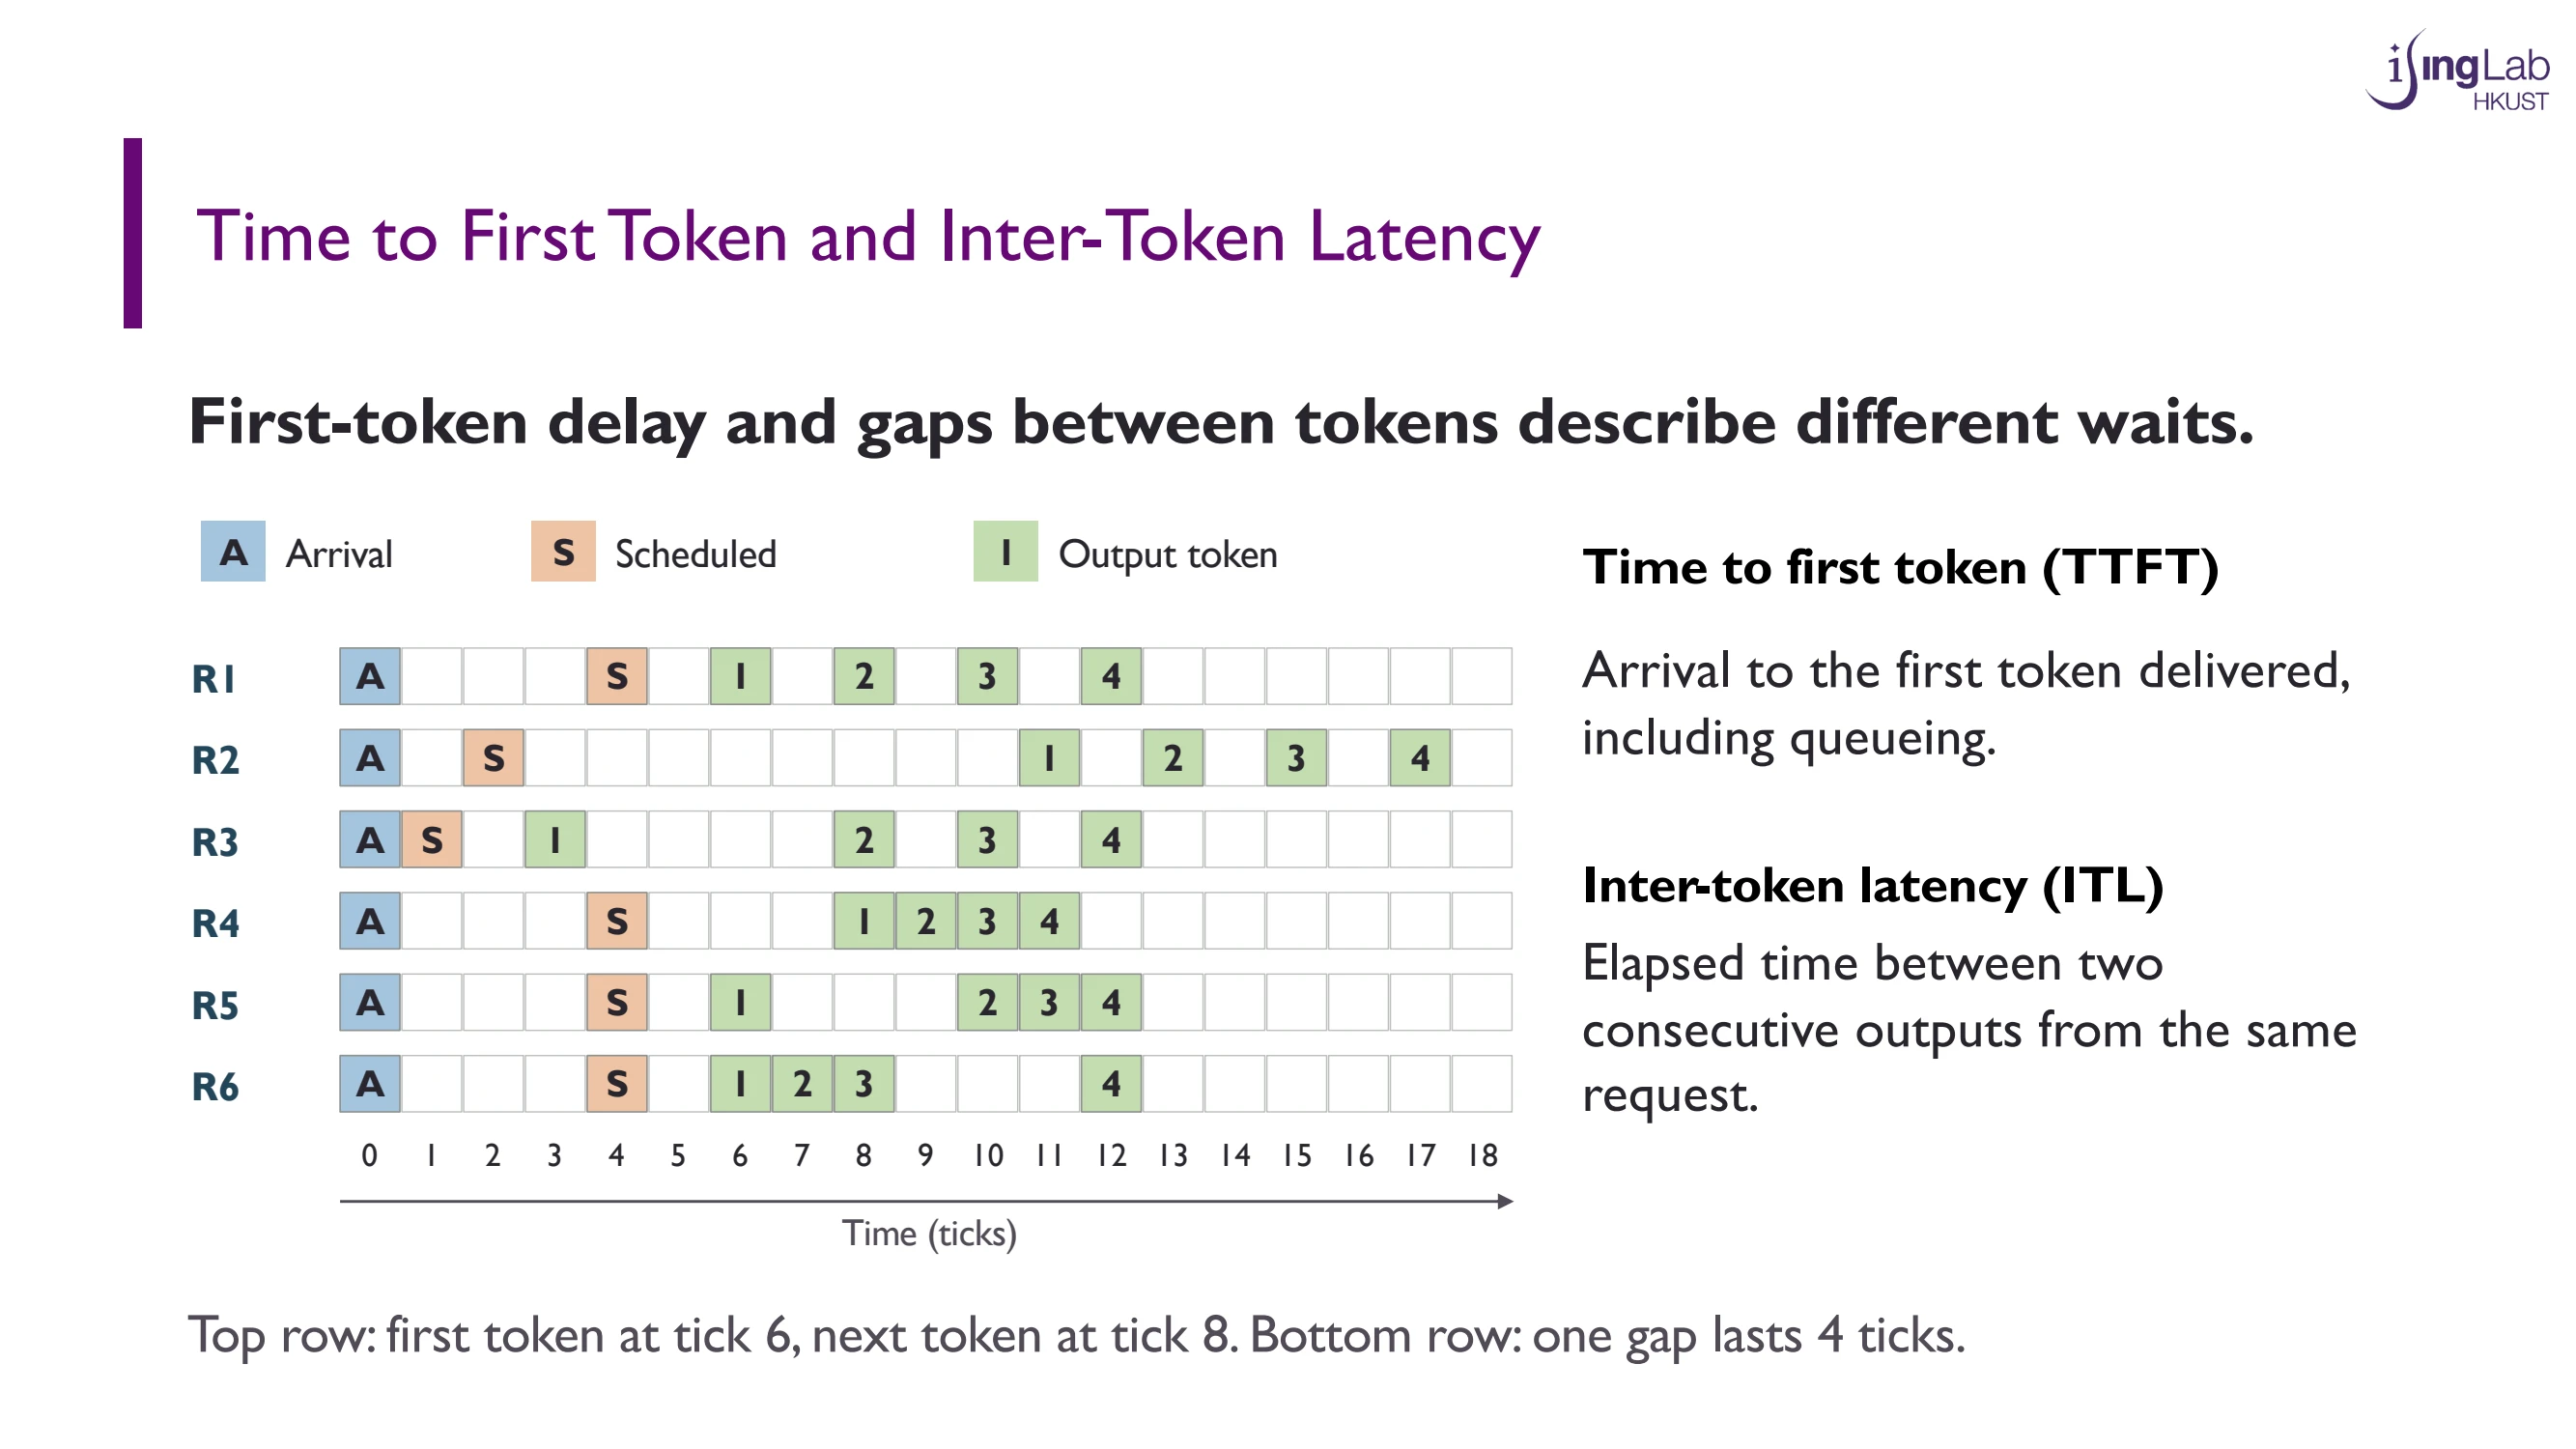 iSingLab
HKUST
Time to First Token and Inter-Token Latency
First-token delay and gaps between tokens describe different waits.
A Arrival S Scheduled 1 Output token
R1 A S 1 2 3 4
R2 A S 1 2 3 4
R3 A S 1 2 3 4
R4 A S 1 2 3 4
R5 A S 1 2 3 4
R6 A S 1 2 3 4
0 1 2 3 4 5 6 7 8 9 10 11 12 13 14 15 16 17 18
Time (ticks)
Time to first token (TTFT)
Arrival to the first token delivered,
including queueing.
Inter-token latency (ITL)
Elapsed time between two
consecutive outputs from the same
request.
Top row: first token at tick 6, next token at tick 8. Bottom row: one gap lasts 4 ticks.